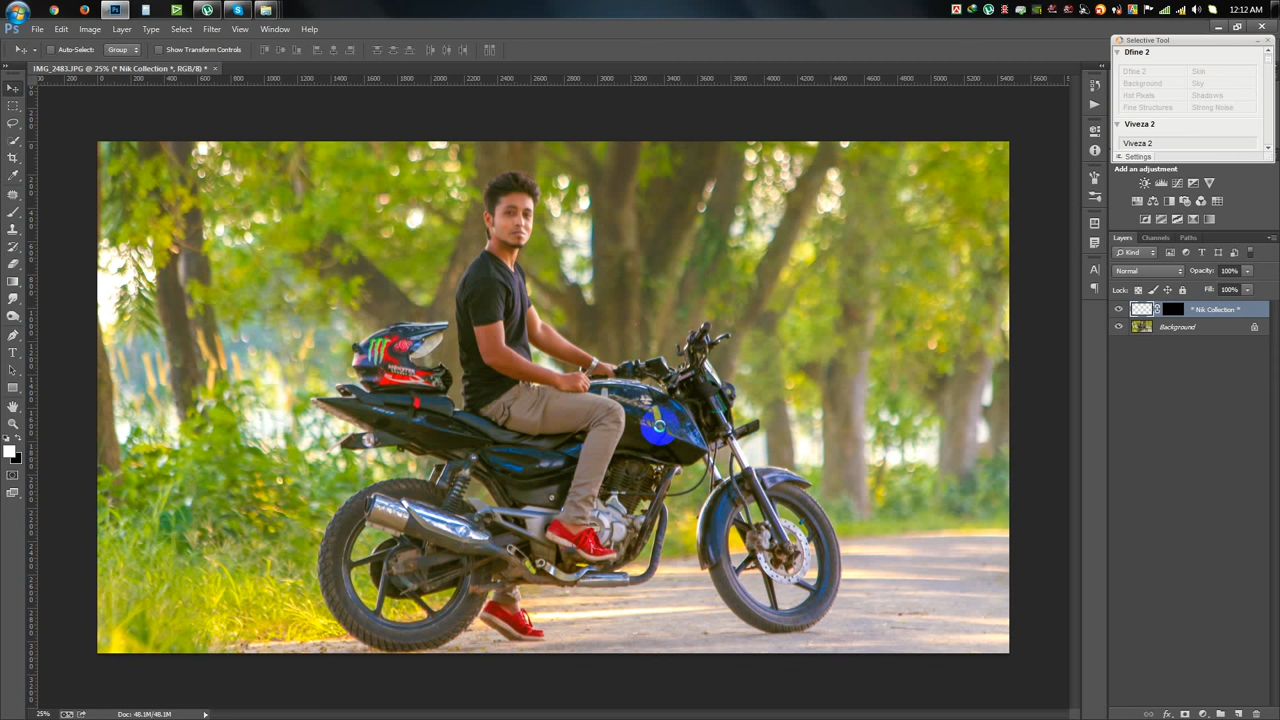 12:12 AM
Ps File Edit Image Layer Type Select Filter View Window Help
Auto-Select: Group Show Transform Controls
Selective Tool
IMG_2483.JPG @ 25% (* Nik Collection *, RGB/8) *
Dfine 2
Dfine 2 Skin
Background Sky
Hot Pixels Shadows
Fine Structures Strong Noise
Viveza 2
Viveza 2
Settings
Add an adjustment
Layers Channels Paths
Kind
Normal Opacity: 100%
Lock: Fill: 100%
* Nik Collection *
Background
25% Doc: 48.1M/48.1M